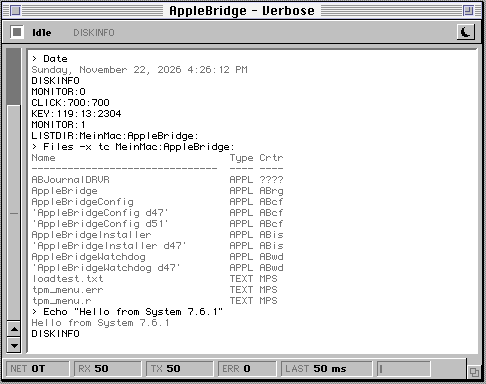 AppleBridge - Verbose
Idle DISKINFO
> Date
Sunday, November 22, 2026 4:26:12 PM
DISKINFO
MONITOR:0
CLICK:700:700
KEY:119:13:2304
MONITOR:1
LISTDIR:MeinMac:AppleBridge:
> Files -x tc MeinMac:AppleBridge:
Name Type Crtr
------------------------------ ---- ----
ABJournalDRVR APPL ????
AppleBridge APPL ABrg
AppleBridgeConfig APPL ABcf
'AppleBridgeConfig d47' APPL ABcf
'AppleBridgeConfig d51' APPL ABcf
AppleBridgeInstaller APPL ABis
'AppleBridgeInstaller d47' APPL ABis
AppleBridgeWatchdog APPL ABwd
'AppleBridgeWatchdog d47' APPL ABwd
loadtest.txt TEXT MPS
tpm_menu.err TEXT MPS
tpm_menu.r TEXT MPS
> Echo "Hello from System 7.6.1"
Hello from System 7.6.1
DISKINFO
NET OT RX 50 TX 50 ERR 0 LAST 50 ms